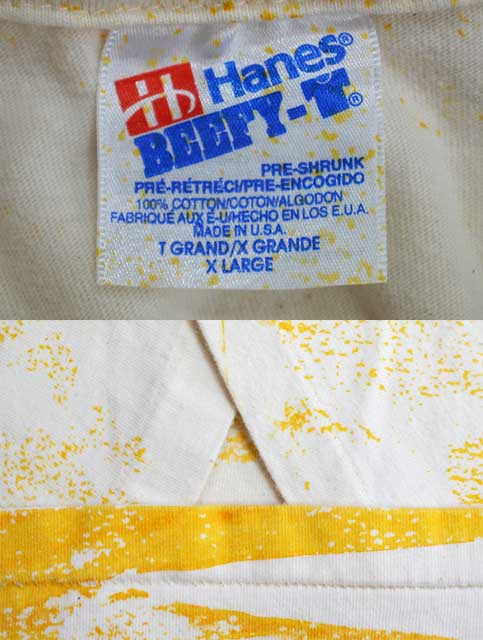 Hanes®
BEEFY-T®
PRE-SHRUNK
PRÉ-RÉTRÉCI/PRE-ENCOGIDO
100% COTTON/COTON/ALGODON
FABRIQUÉ AUX É-U/HECHO EN LOS E.U.A.
MADE IN U.S.A.
T GRAND/X GRANDE
X LARGE